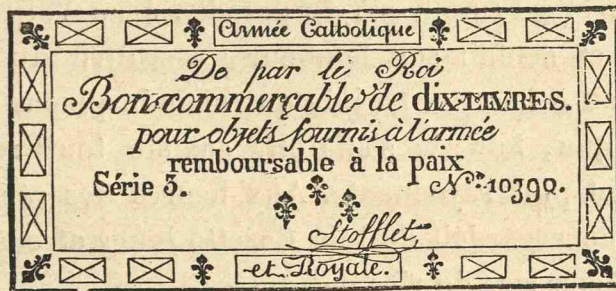 Armée Catholique
De par le Roi
Bon commerçable de DIX LIVRES.
pour objets fournis à l'armée
remboursable à la paix
Série 3. N.º 10390.
Stofflet,
et Royale.